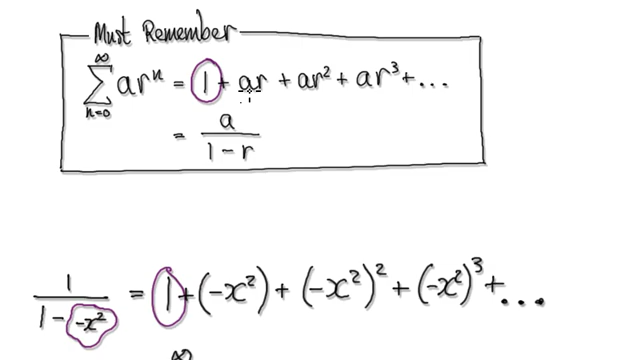 Must Remember
∞
∑ arⁿ = 1 + ar + ar² + ar³ + ...
n=0
= a / (1 - r)
1 / (1 - -x²) = 1 + (-x²) + (-x²)² + (-x²)³ + ...
∞